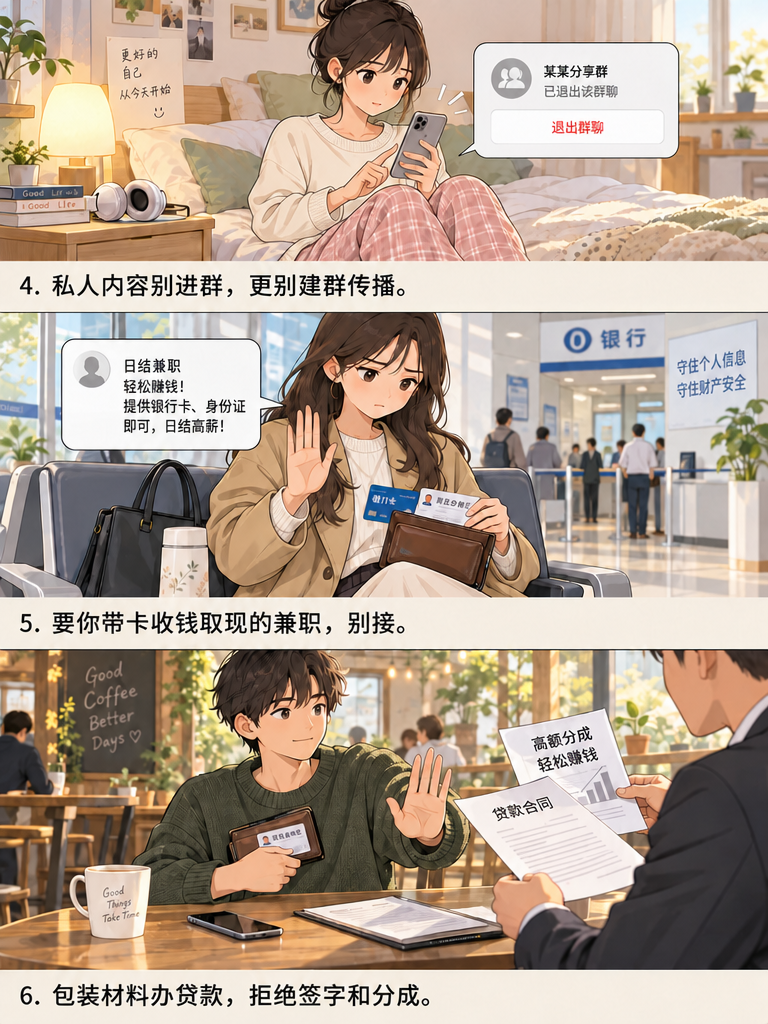 更好的
自己
从今天开始
某某分享群
已退出该群聊
退出群聊
Good
Good Life
4. 私人内容别进群，更别建群传播。
日结兼职
轻松赚钱！
提供银行卡、身份证
即可，日结高薪！
银行
守住个人信息
守住财产安全
5. 要你带卡收钱取现的兼职，别接。
Good
Coffee
Better
Days ♡
高额分成
轻松赚钱
贷款合同
Good
Things
Take Time
6. 包装材料办贷款，拒绝签字和分成。